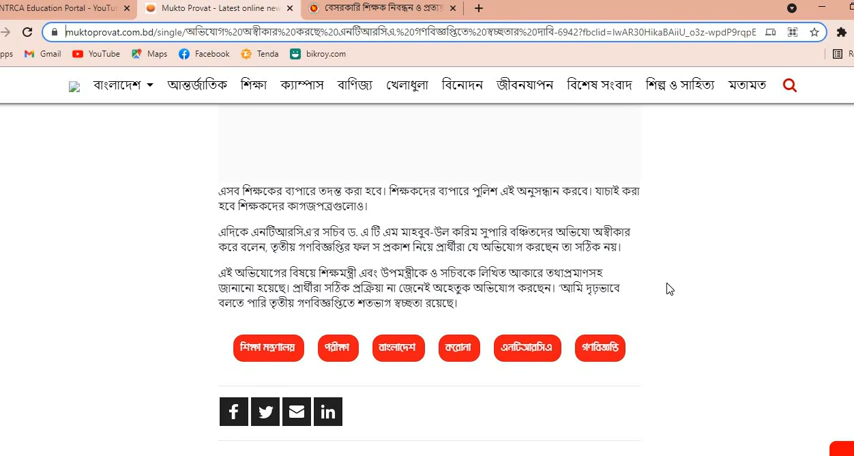 NTRCA Education Portal - YouTu
Mukto Provat - Latest online new
বেসরকারি শিক্ষক নিবন্ধন ও প্রত্য
muktoprovat.com.bd/single/অভিযোগ%20অস্বীকার%20করছে%20এনটিআরসিএ,%20গণবিজ্ঞপ্তিতে%20স্বচ্ছতার%20দাবি-6942?fbclid=IwAR30HikaBAiiU_o3z-wpdP9rqpE
pps
Gmail
YouTube
Maps
Facebook
Tenda
bikroy.com
R
বাংলাদেশ
আন্তর্জাতিক
শিক্ষা
ক্যাম্পাস
বাণিজ্য
খেলাধুলা
বিনোদন
জীবনযাপন
বিশেষ সংবাদ
শিল্প ও সাহিত্য
মতামত
এসব শিক্ষকের ব্যপারে তদন্ত করা হবে। শিক্ষকদের ব্যপারে পুলিশ এই অনুসন্ধান করবে। যাচাই করা
হবে শিক্ষকদের কাগজপত্রগুলোও।
এদিকে এনটিআরসিএ'র সচিব ড. এ টি এম মাহবুব-উল করিম সুপারি বঞ্চিতদের অভিযো অস্বীকার
করে বলেন, তৃতীয় গণবিজ্ঞপ্তির ফল স প্রকাশ নিয়ে প্রার্থীরা যে অভিযোগ করছেন তা সঠিক নয়।
এই অভিযোগের বিষয়ে শিক্ষমন্ত্রী এবং উপমন্ত্রীকে ও সচিবকে লিখিত আকারে তথ্যপ্রমাণসহ
জানানো হয়েছে। প্রার্থীরা সঠিক প্রক্রিয়া না জেনেই অহেতুক অভিযোগ করছেন। 'আমি দৃঢ়ভাবে
বলতে পারি তৃতীয় গণবিজ্ঞপ্তিতে শতভাগ স্বচ্ছতা রয়েছে।
শিক্ষা মন্ত্রণালয়
পরীক্ষা
বাংলাদেশ
করোনা
এনটিআরসিএ
গণবিজ্ঞপ্তি